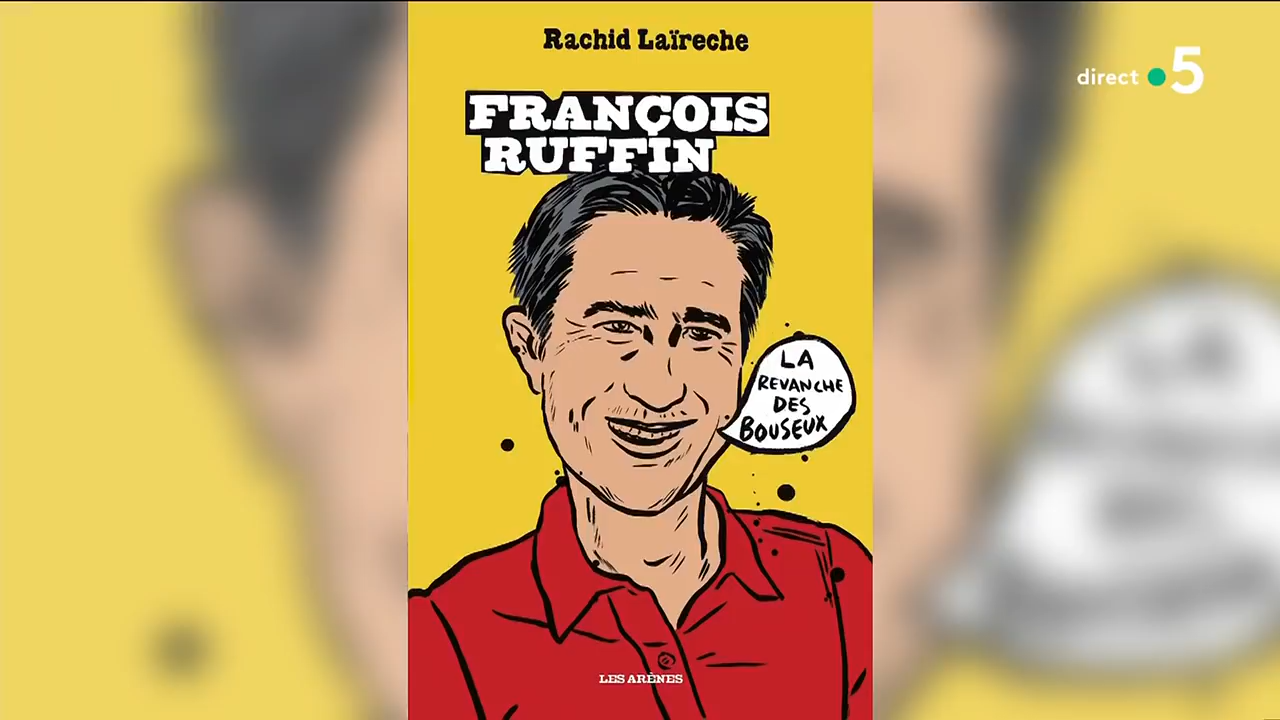 Rachid Laïreche
direct 5
FRANÇOIS
RUFFIN
LA
REVANCHE
DES
BOUSEUX
LES ARÈNES